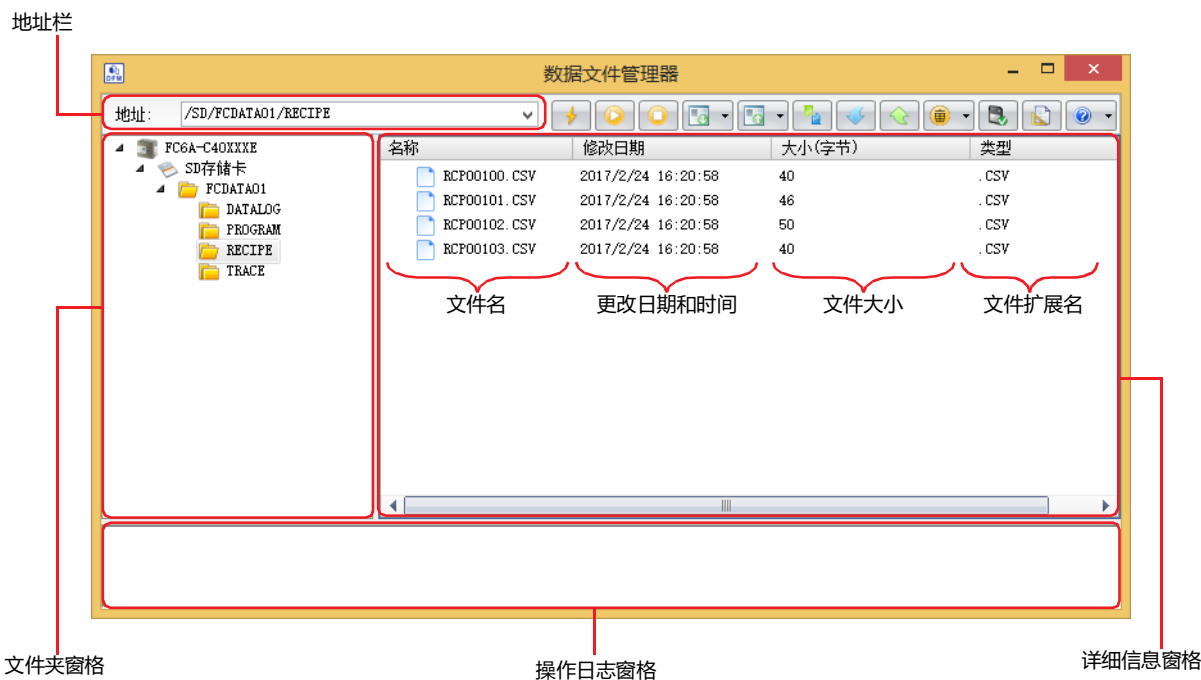 地址栏
DFM
数据文件管理器
地址: /SD/FCDATA01/RECIPE
FC6A-C40XXXE
SD存储卡
FCDATA01
DATALOG
PROGRAM
RECIPE
TRACE
名称 修改日期 大小(字节) 类型
RCP00100.CSV 2017/2/24 16:20:58 40 .CSV
RCP00101.CSV 2017/2/24 16:20:58 46 .CSV
RCP00102.CSV 2017/2/24 16:20:58 50 .CSV
RCP00103.CSV 2017/2/24 16:20:58 40 .CSV
文件名 更改日期和时间 文件大小 文件扩展名
文件夹窗格
操作日志窗格
详细信息窗格